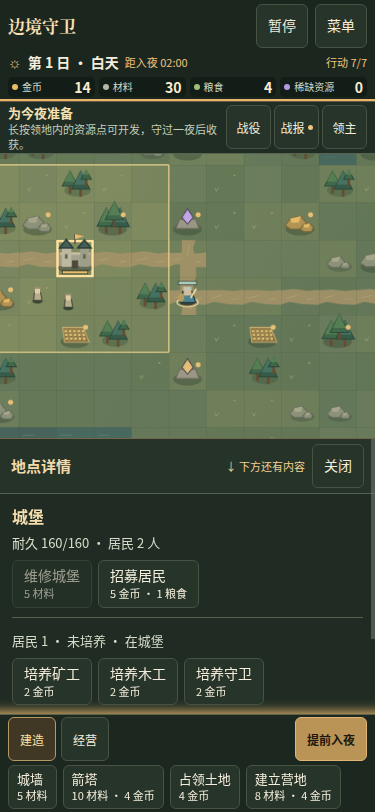 边境守卫 暂停 菜单
第 1 日 • 白天 距入夜 02:00 行动 7/7
金币 14 材料 30 粮食 4 稀缺资源 0
为今夜准备
长按领地内的资源点可开发，守过一夜后收获。
战役 战报 领主
地点详情 ↓ 下方还有内容 关闭
城堡
耐久 160/160 • 居民 2 人
维修城堡 招募居民
5 材料 5 金币 • 1 粮食
居民 1 • 未培养 • 在城堡
培养矿工 培养木工 培养守卫
2 金币 2 金币 2 金币
建造 经营 提前入夜
城墙 箭塔 占领土地 建立营地
5 材料 10 材料 • 4 金币 4 金币 8 材料 • 4 金币